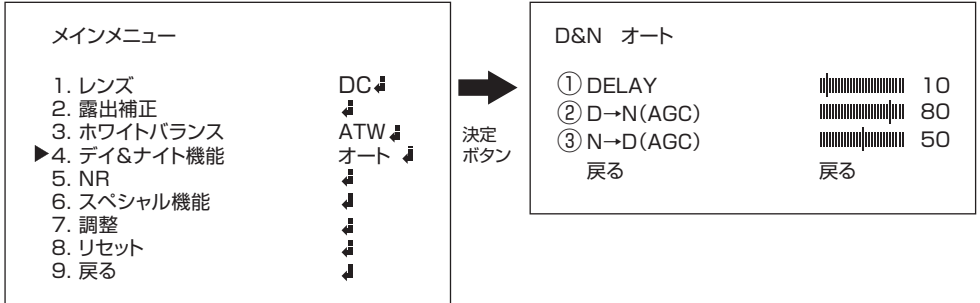 メインメニュー
1. レンズ DC
2. 露出補正
3. ホワイトバランス ATW
4. デイ&ナイト機能 オート
5. NR
6. スペシャル機能
7. 調整
8. リセット
9. 戻る
決定
ボタン
D&N オート
① DELAY 10
② D→N(AGC) 80
③ N→D(AGC) 50
戻る 戻る